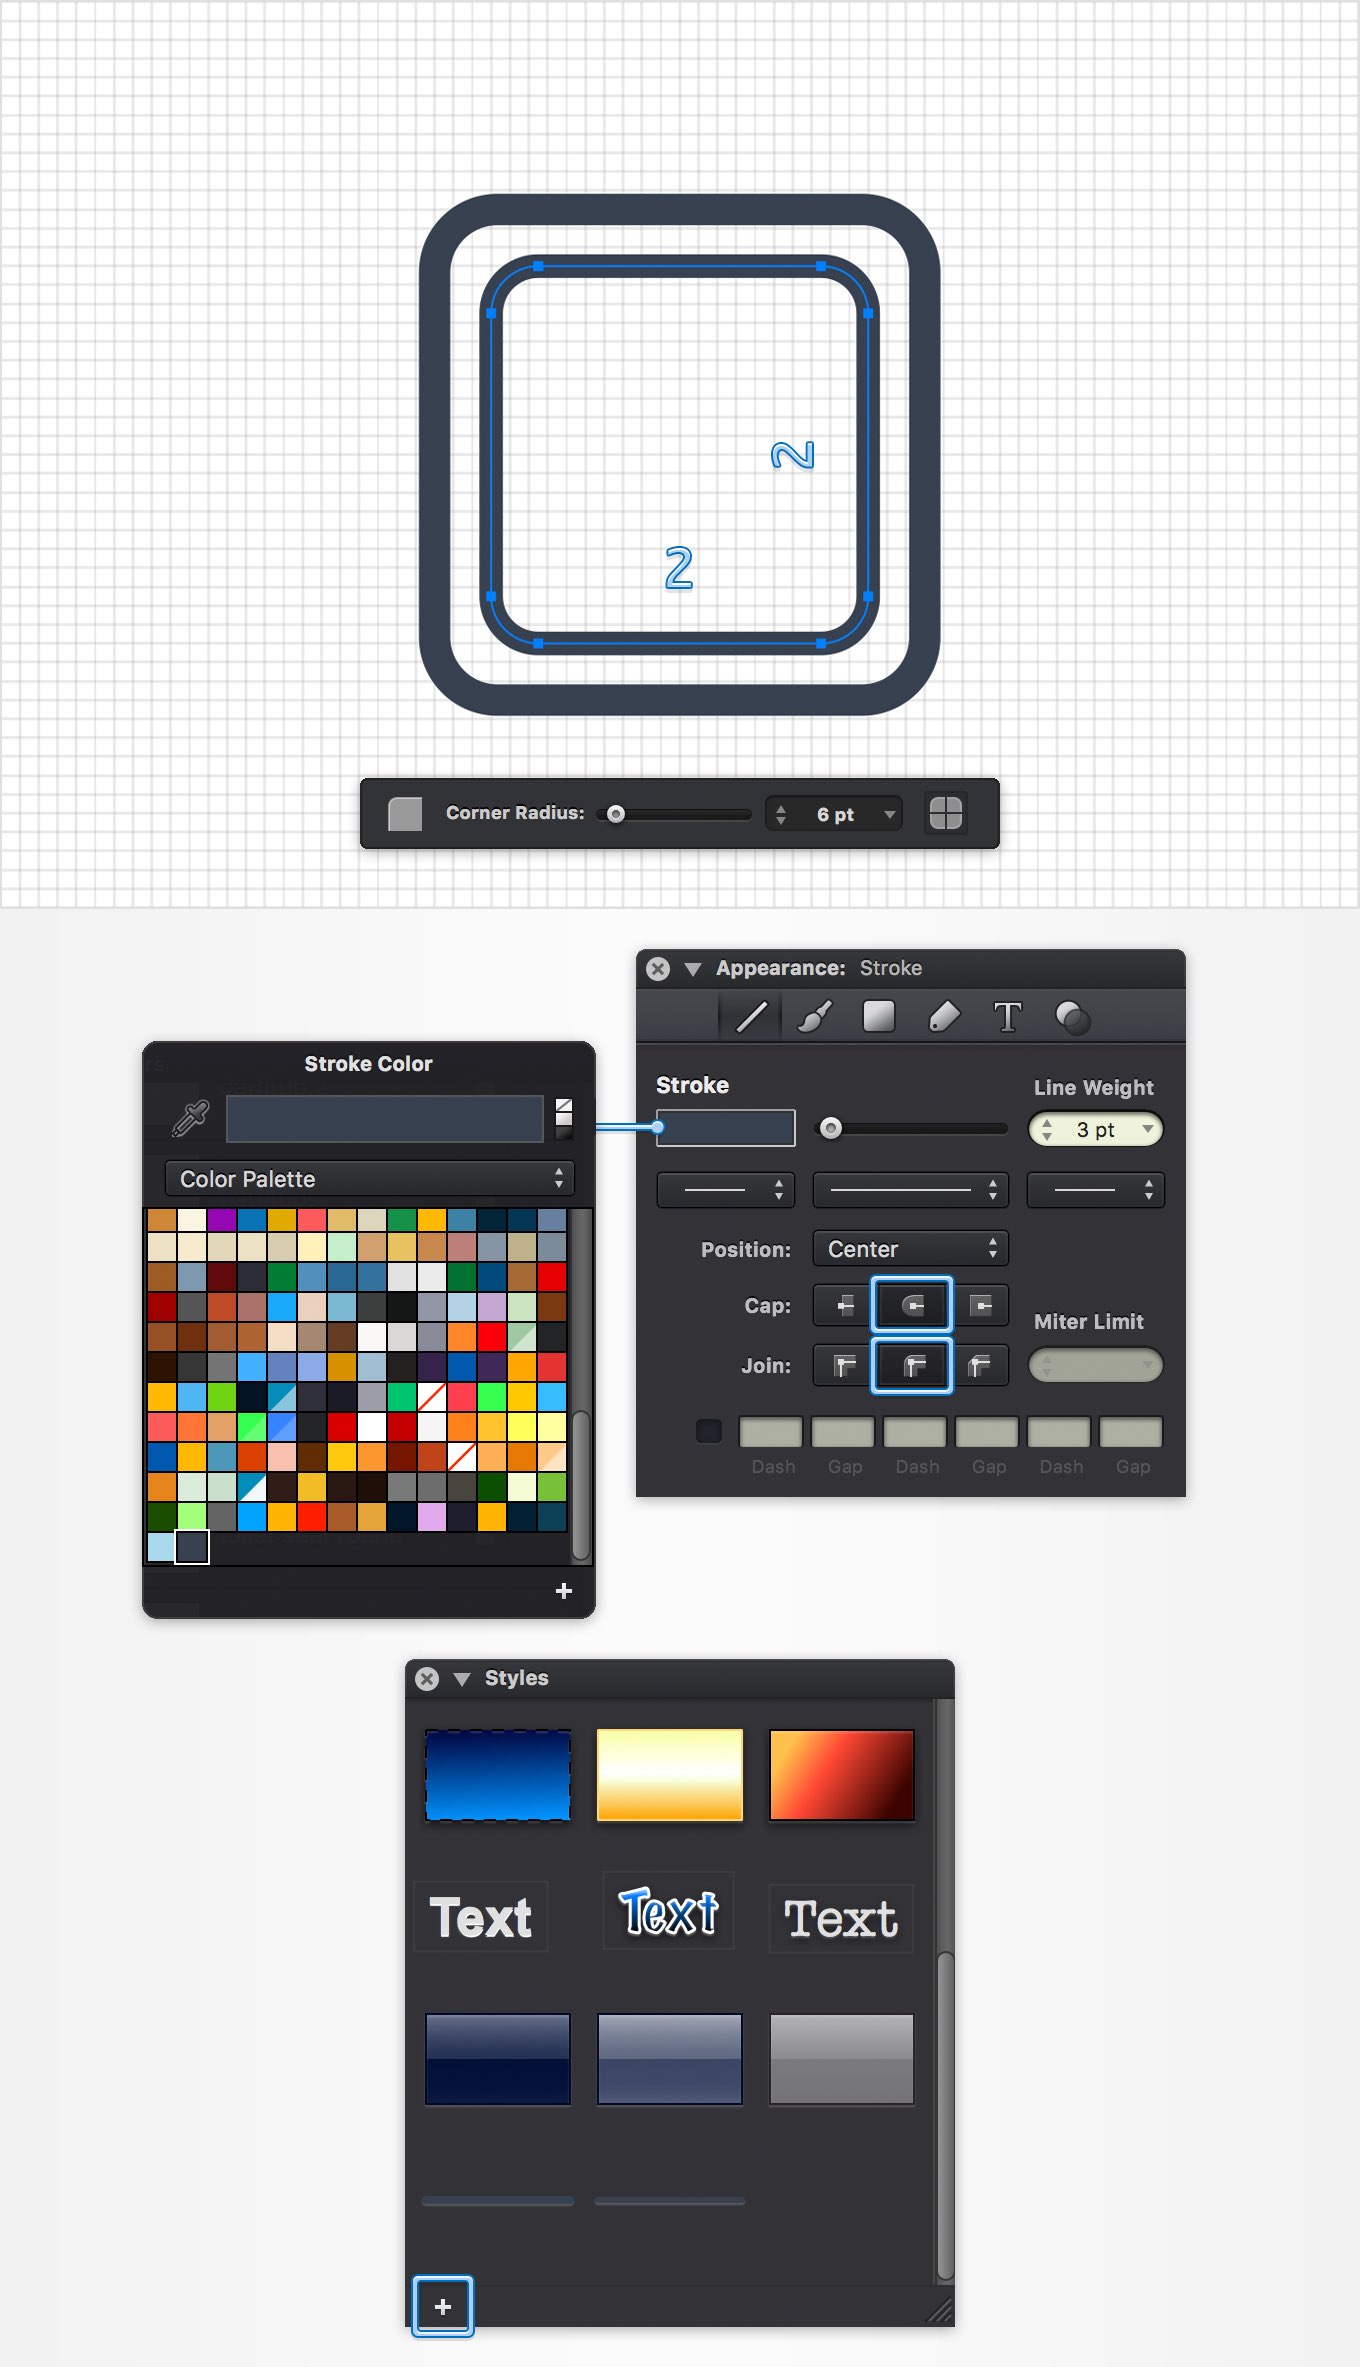 2
2
Corner Radius: 6 pt
Appearance: Stroke
T
Stroke Color
Stroke
Line Weight
3 pt
Color Palette
Position: Center
Cap:
Miter Limit
Join:
Dash Gap Dash Gap Dash Gap
+
Styles
Text Text Text
+